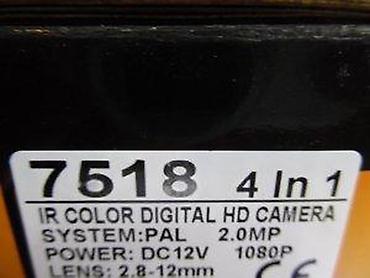 7518 4 In 1
IR COLOR DIGITAL HD CAMERA
SYSTEM:PAL 2.0MP
POWER: DC12V 1080P
LENS: 2.8-12mm CE